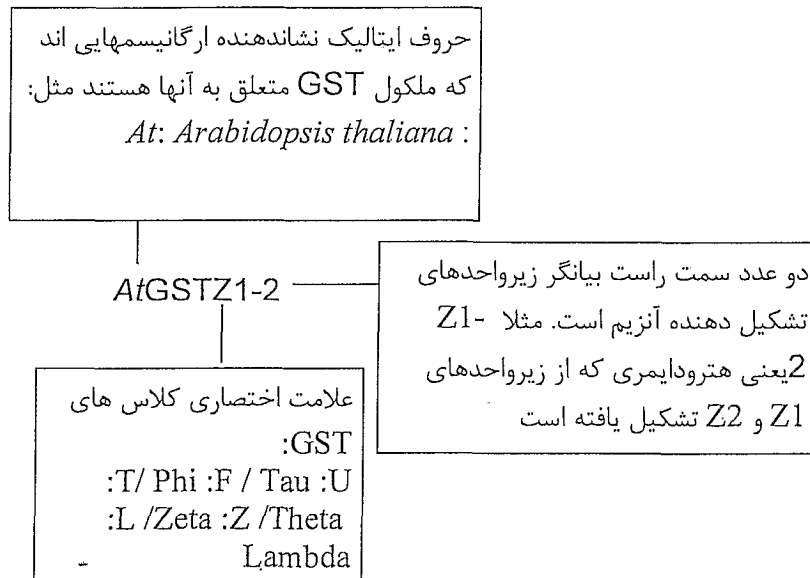 حروف ایتالیک نشاندهنده ارگانیسمهایی اند
که ملکول GST متعلق به آنها هستند مثل:
At: Arabidopsis thaliana :
AtGSTZ1-2
دو عدد سمت راست بیانگر زیرواحدهای
تشکیل دهنده آنزیم است. مثلا Z1-
2یعنی هترودایمری که از زیرواحدهای
Z1 و Z2 تشکیل یافته است
علامت اختصاری کلاس های
GST:
U: Tau / F: Phi /T:
Theta/ Z: Zeta/ L:
Lambda